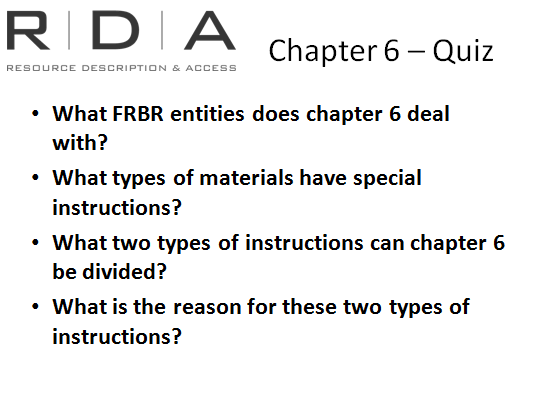 RDA
RESOURCE DESCRIPTION & ACCESS
Chapter 6 – Quiz
• What FRBR entities does chapter 6 deal
with?
• What types of materials have special
instructions?
• What two types of instructions can chapter 6
be divided?
• What is the reason for these two types of
instructions?